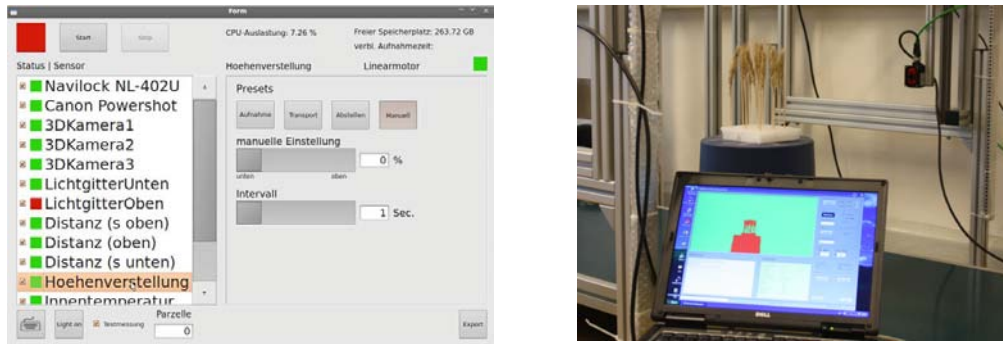 Form
Start
Stop
CPU-Auslastung: 7.26 %
Freier Speicherplatz: 263.72 GB
verbl. Aufnahmezeit:
Status | Sensor
Hoehenverstellung
Linearmotor
Navilock NL-402U
Canon Powershot
3DKamera1
3DKamera2
3DKamera3
LichtgitterUnten
LichtgitterOben
Distanz (s oben)
Distanz (oben)
Distanz (s unten)
Hoehenverstellung
Innentemperatur
Presets
Aufnahme
Transport
Abstellen
Manuell
manuelle Einstellung
0 %
unten
oben
Intervall
1 Sec.
Parzelle
Light on
Testmessung
0
Export
DELL